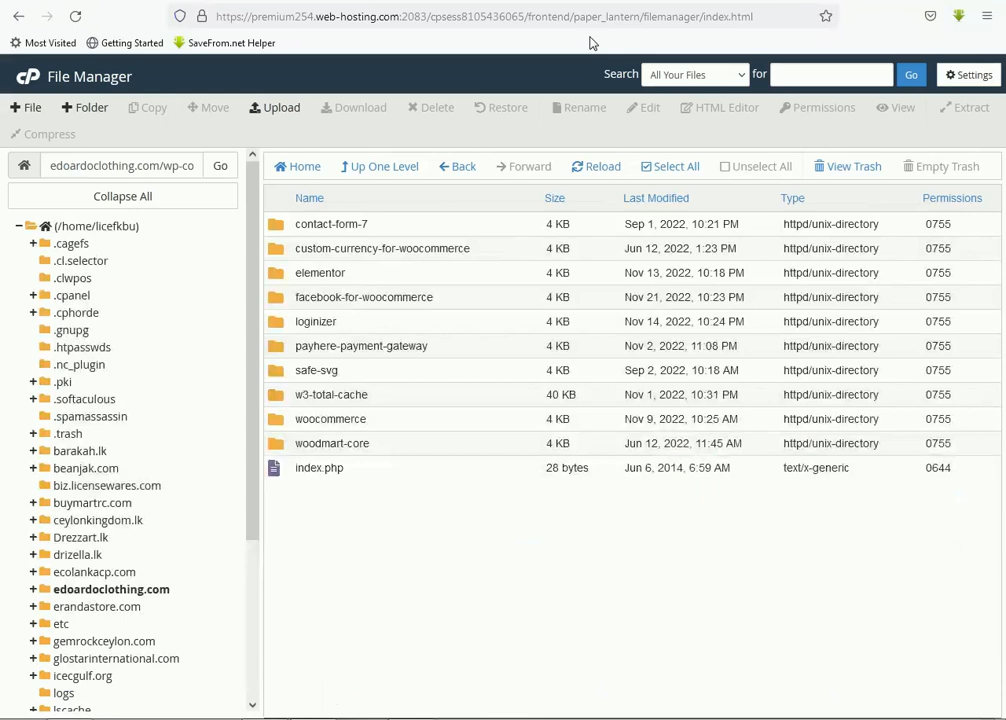 https://premium254.web-hosting.com:2083/cpsess8105436065/frontend/paper_lantern/filemanager/index.html
Most Visited Getting Started SaveFrom.net Helper
cP File Manager Search All Your Files for Go Settings
+ File + Folder Copy Move Upload Download Delete Restore Rename Edit HTML Editor Permissions View Extract
Compress
edoardoclothing.com/wp-co Go
Collapse All
(/home/licefkbu)
.cagefs
.cl.selector
.clwpos
.cpanel
.cphorde
.gnupg
.htpasswds
.nc_plugin
.pki
.softaculous
.spamassassin
.trash
barakah.lk
beanjak.com
biz.licensewares.com
buymartrc.com
ceylonkingdom.lk
Drezzart.lk
drizella.lk
ecolankacp.com
edoardoclothing.com
erandastore.com
etc
gemrockceylon.com
glostarinternational.com
icecgulf.org
logs
lscache
Home Up One Level Back Forward Reload Select All Unselect All View Trash Empty Trash
Name Size Last Modified Type Permissions
contact-form-7 4 KB Sep 1, 2022, 10:21 PM httpd/unix-directory 0755
custom-currency-for-woocommerce 4 KB Jun 12, 2022, 1:23 PM httpd/unix-directory 0755
elementor 4 KB Nov 13, 2022, 10:18 PM httpd/unix-directory 0755
facebook-for-woocommerce 4 KB Nov 21, 2022, 10:23 PM httpd/unix-directory 0755
loginizer 4 KB Nov 14, 2022, 10:24 PM httpd/unix-directory 0755
payhere-payment-gateway 4 KB Nov 2, 2022, 11:08 PM httpd/unix-directory 0755
safe-svg 4 KB Sep 2, 2022, 10:18 AM httpd/unix-directory 0755
w3-total-cache 40 KB Nov 1, 2022, 10:31 PM httpd/unix-directory 0755
woocommerce 4 KB Nov 9, 2022, 10:25 AM httpd/unix-directory 0755
woodmart-core 4 KB Jun 12, 2022, 11:45 AM httpd/unix-directory 0755
index.php 28 bytes Jun 6, 2014, 6:59 AM text/x-generic 0644